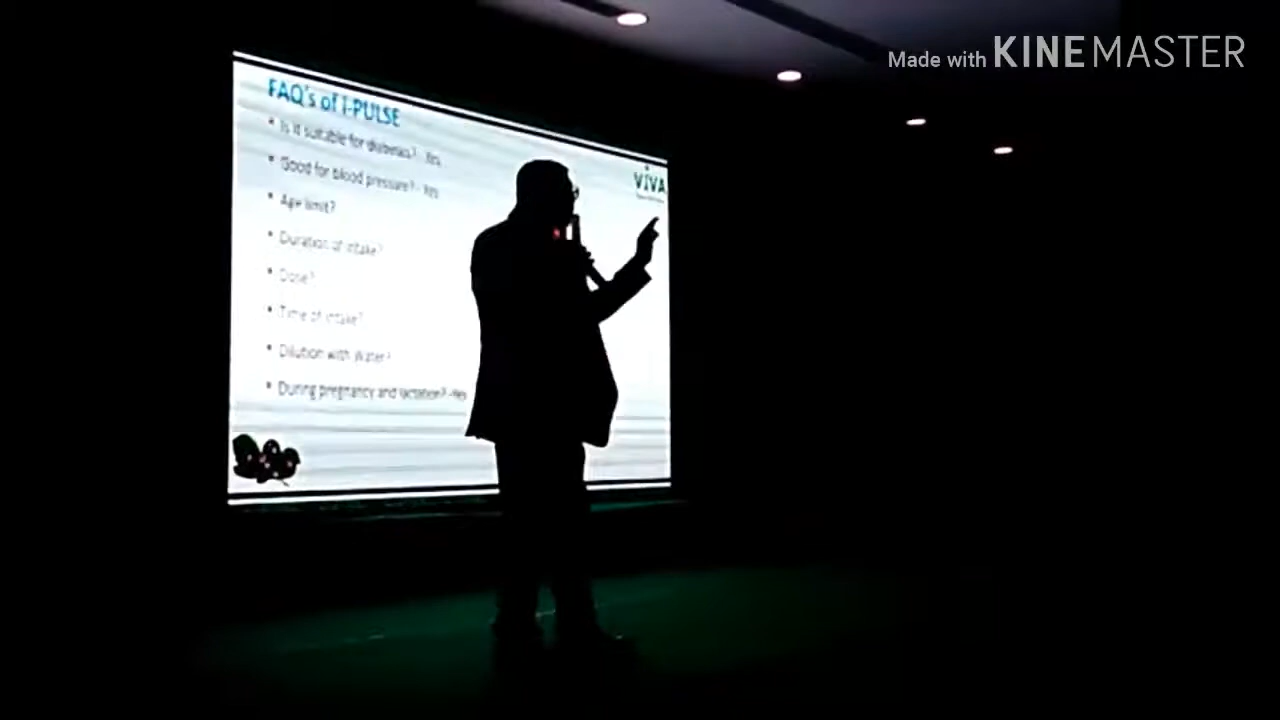 Made with KINEMASTER
FAQ's of I-PULSE
• Is it suitable for diabetics? - Yes
VIVA
• Good for blood pressure? - Yes
• Age limit?
• Duration of intake?
• Dose?
• Time of intake?
• Dilution with Water?
• During pregnancy and lactation? -Yes